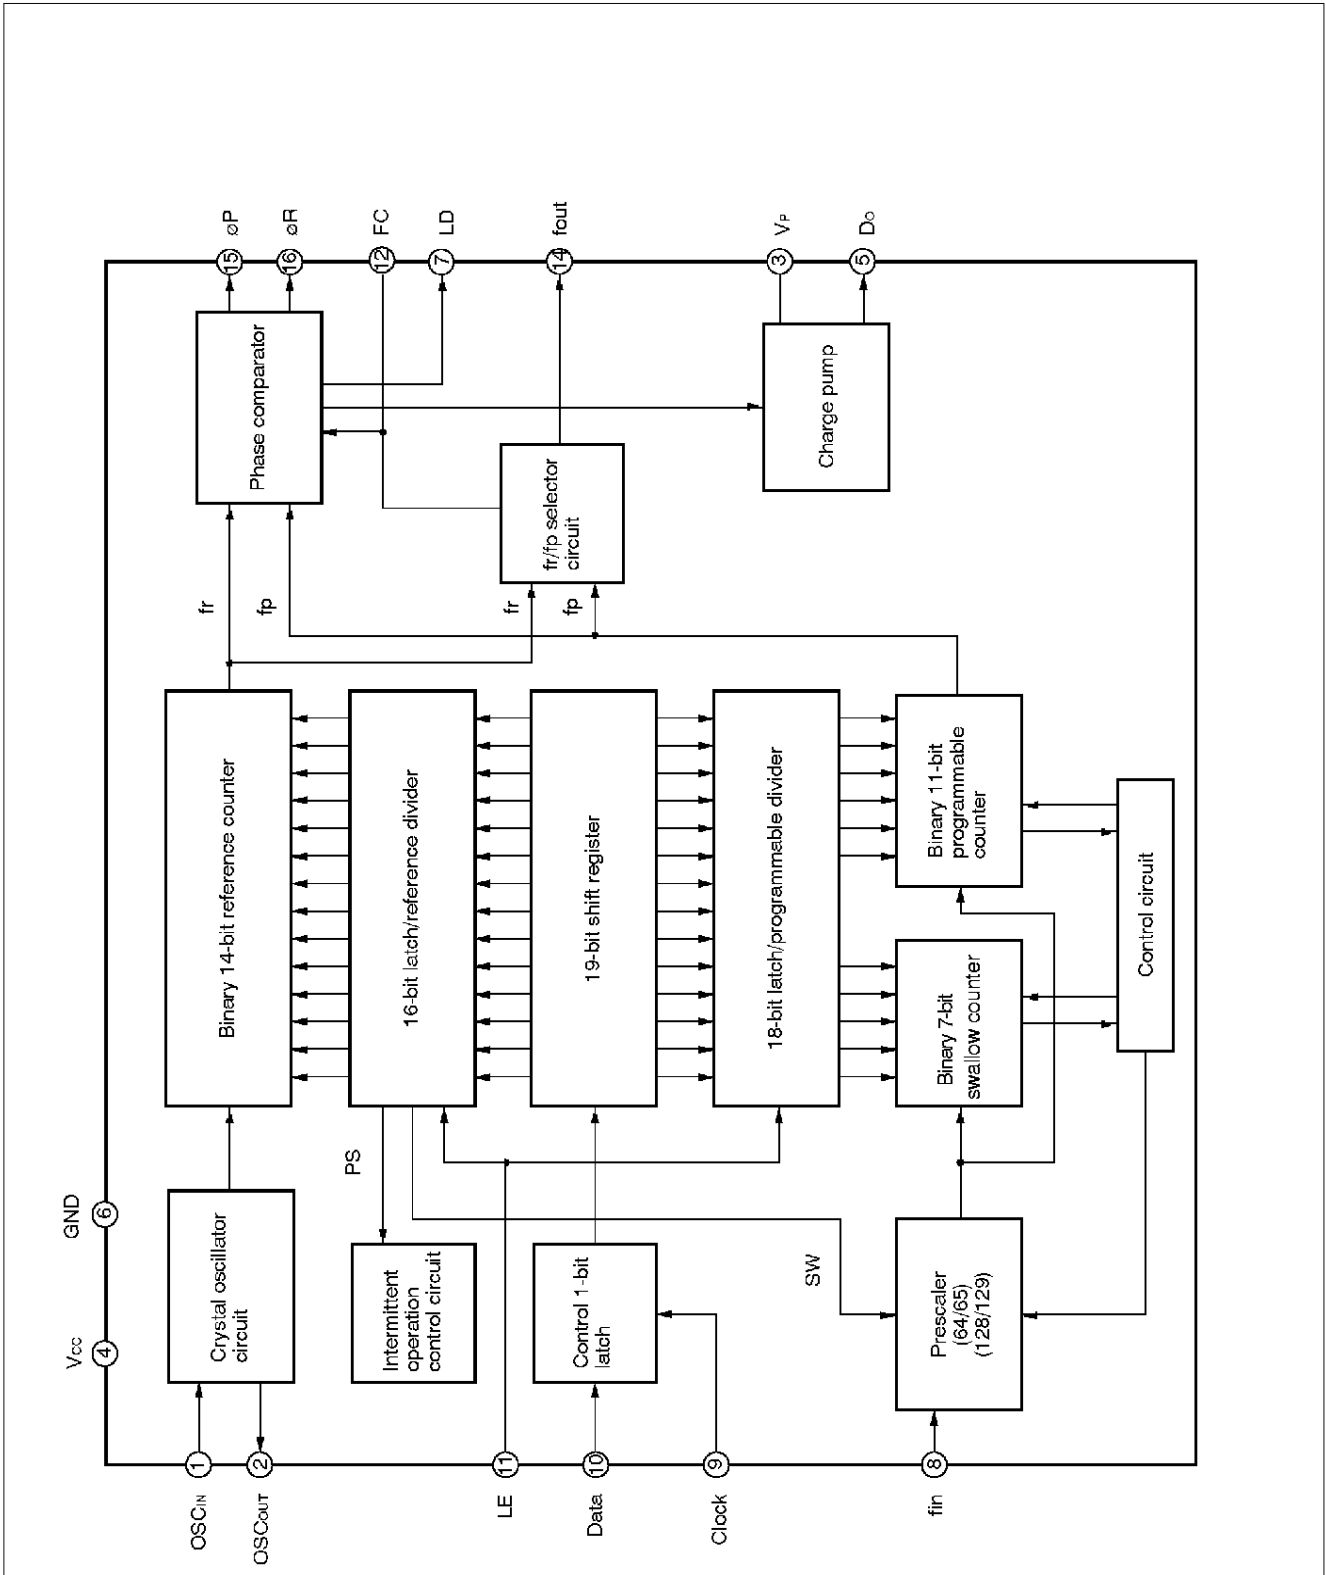 GND
6
Vcc
4
OSCIN
1
OSCOUT
2
LE
11
Data
10
Clock
9
fin
8
Crystal oscillator
circuit
Intermittent
operation
control circuit
Control 1-bit
latch
Prescaler
(64/65)
(128/129)
PS
SW
Binary 14-bit reference counter
16-bit latch/reference divider
19-bit shift register
18-bit latch/programmable divider
Binary 7-bit
swallow counter
Binary 11-bit
programmable
counter
Control circuit
fr
fp
fr
fp
Phase comparator
fr/fp selector
circuit
Charge pump
15
øP
16
øR
12
FC
7
LD
14
fout
3
VP
5
DO